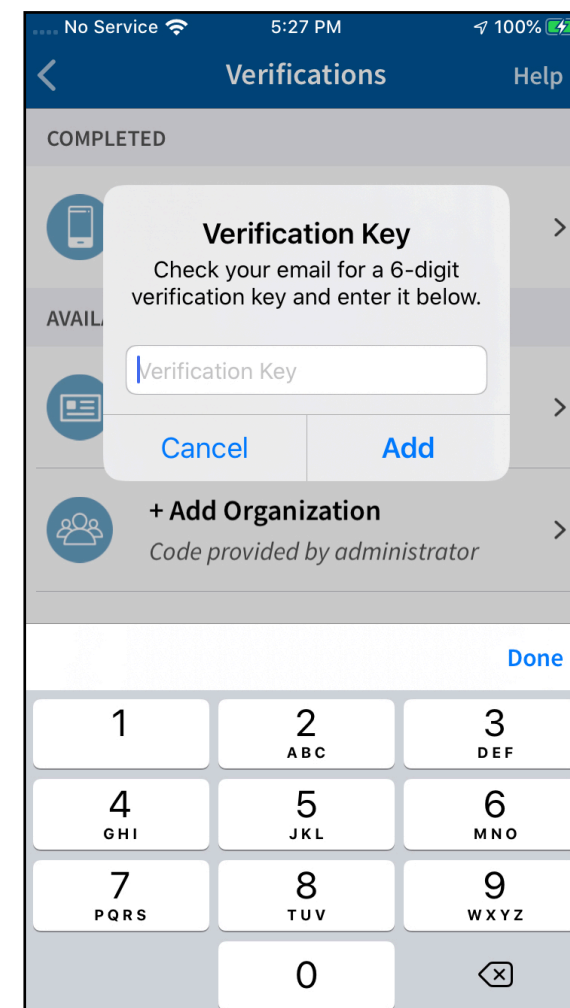 No Service 5:27 PM 100%
Verifications Help
COMPLETED
Verification Key
Check your email for a 6-digit
verification key and enter it below.
AVAIL
Verification Key
Cancel Add
+ Add Organization
Code provided by administrator
Done
1 2 3
ABC DEF
4 5 6
GHI JKL MNO
7 8 9
PQRS TUV WXYZ
0